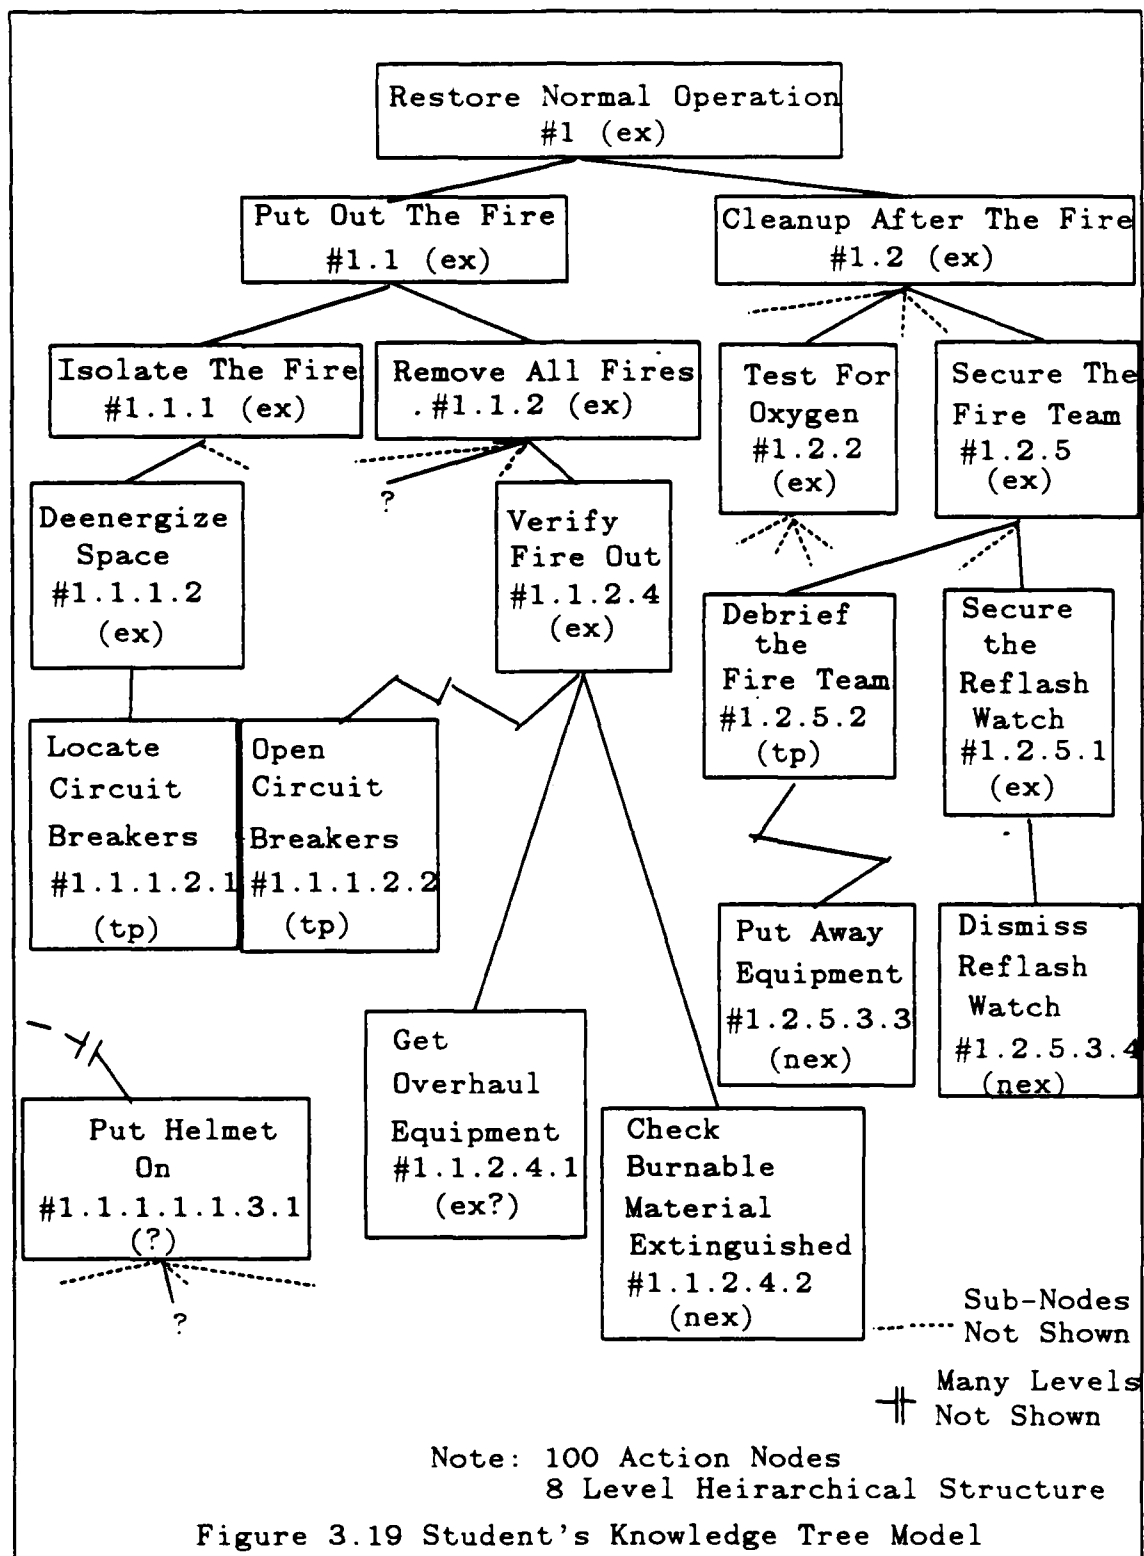 Restore Normal Operation
#1 (ex)
Put Out The Fire
#1.1 (ex)
Cleanup After The Fire
#1.2 (ex)
Isolate The Fire
#1.1.1 (ex)
Remove All Fires
#1.1.2 (ex)
Test For
Oxygen
#1.2.2
(ex)
Secure The
Fire Team
#1.2.5
(ex)
?
Deenergize
Space
#1.1.1.2
(ex)
Verify
Fire Out
#1.1.2.4
(ex)
Debrief
the
Fire Team
#1.2.5.2
(tp)
Secure
the
Reflash
Watch
#1.2.5.1
(ex)
Locate
Circuit
Breakers
#1.1.1.2.1
(tp)
Open
Circuit
Breakers
#1.1.1.2.2
(tp)
Put Away
Equipment
#1.2.5.3.3
(nex)
Dismiss
Reflash
Watch
#1.2.5.3.4
(nex)
Get
Overhaul
Equipment
#1.1.2.4.1
(ex?)
Check
Burnable
Material
Extinguished
#1.1.2.4.2
(nex)
Put Helmet
On
#1.1.1.1.1.3.1
(?)
?
Sub-Nodes
Not Shown
Many Levels
Not Shown
Note: 100 Action Nodes
8 Level Heirarchical Structure
Figure 3.19 Student's Knowledge Tree Model